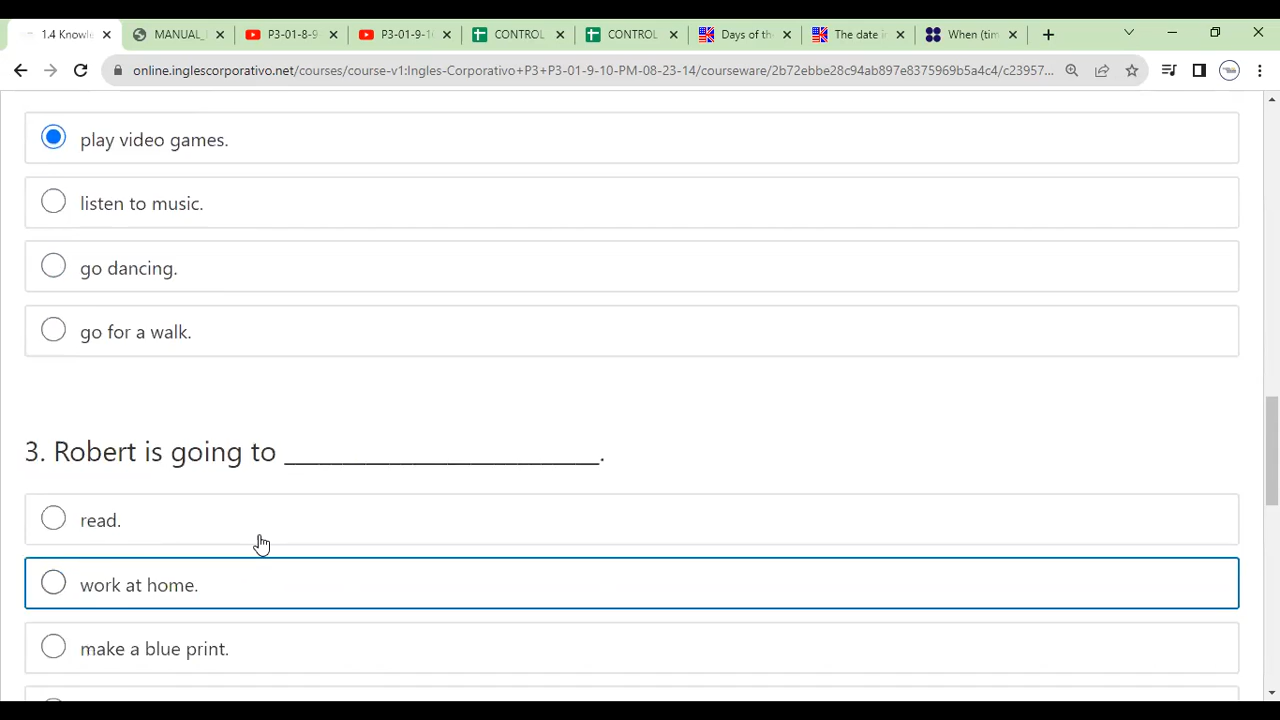 1.4 Knowle
MANUAL_
P3-01-8-9
P3-01-9-1
CONTROL
CONTROL
Days of the
The date i
When (tim
online.inglescorporativo.net/courses/course-v1:Ingles-Corporativo+P3+P3-01-9-10-PM-08-23-14/courseware/2b72ebbe28c94ab897e8375969b5a4c4/c23957...
play video games.
listen to music.
go dancing.
go for a walk.
3. Robert is going to ________________________.
read.
work at home.
make a blue print.